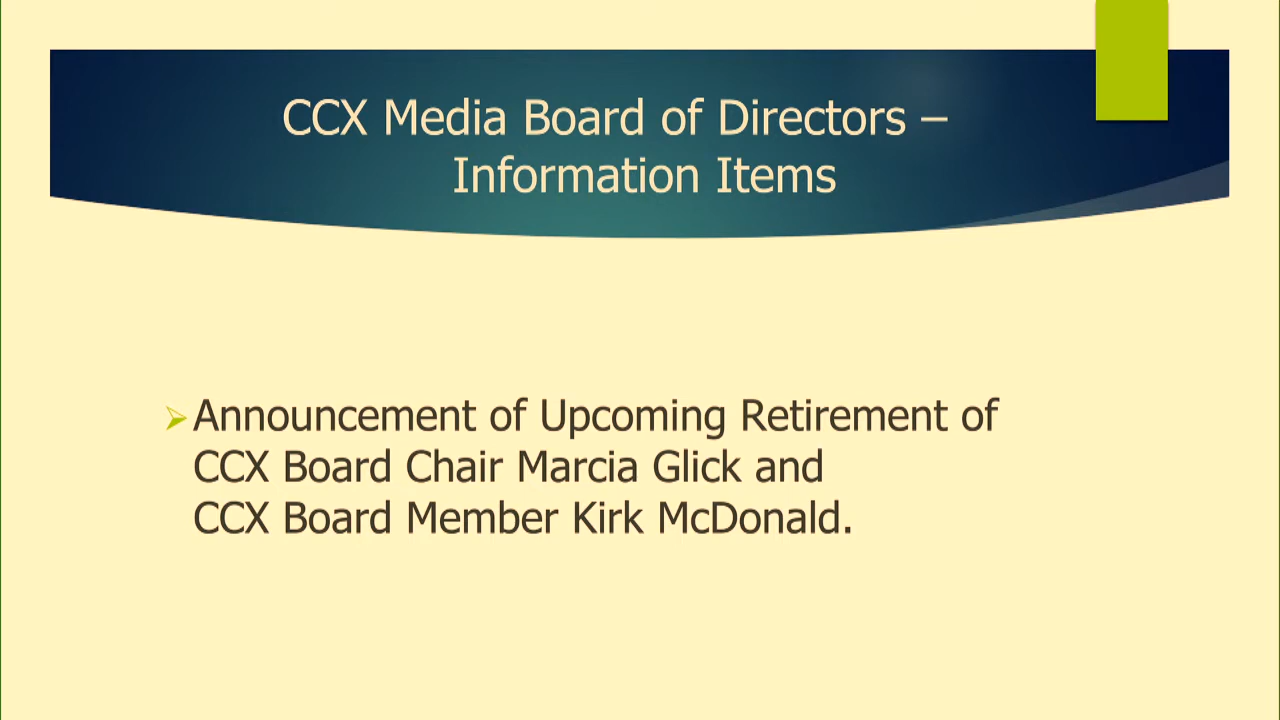 CCX Media Board of Directors –
Information Items
Announcement of Upcoming Retirement of
CCX Board Chair Marcia Glick and
CCX Board Member Kirk McDonald.